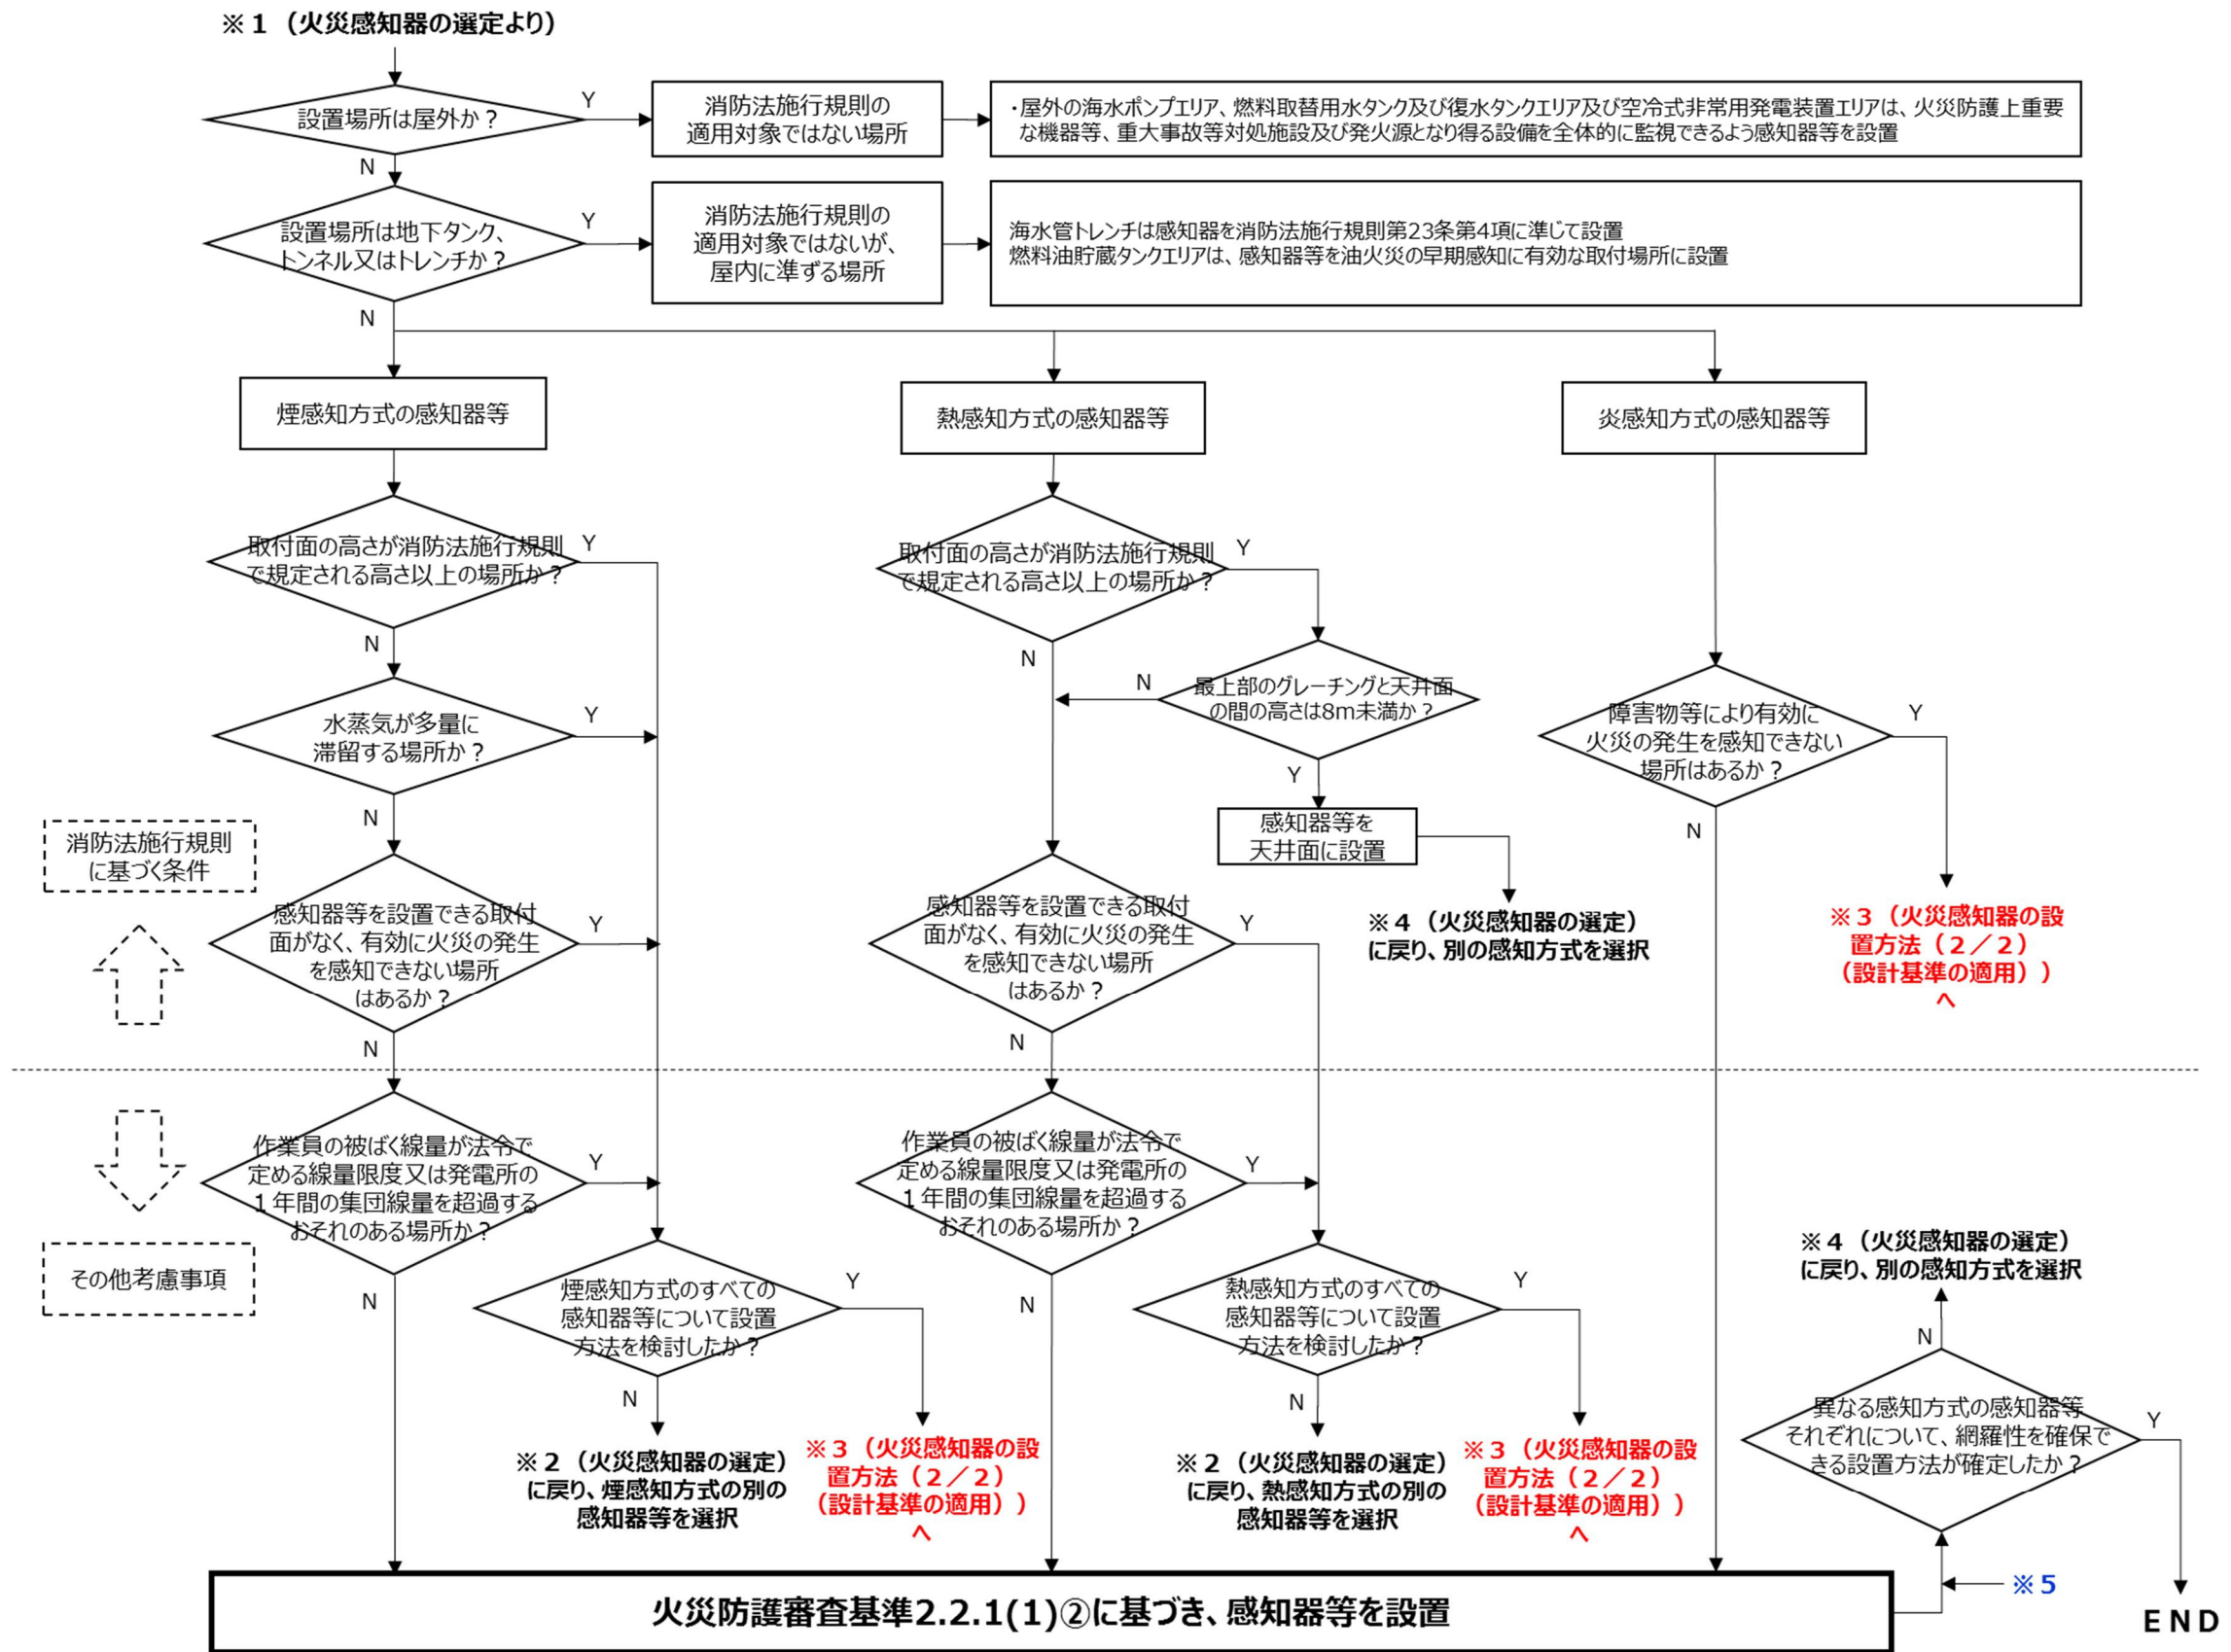 ※１（火災感知器の選定より）
設置場所は屋外か？
Y
N
消防法施行規則の
適用対象ではない場所
・屋外の海水ポンプエリア、燃料取替用水タンク及び復水タンクエリア及び空冷式非常用発電装置エリアは、火災防護上重要
な機器等、重大事故等対処施設及び発火源となり得る設備を全体的に監視できるよう感知器等を設置
設置場所は地下タンク、
トンネル又はトレンチか？
Y
N
消防法施行規則の
適用対象ではないが、
屋内に準ずる場所
海水管トレンチは感知器を消防法施行規則第23条第4項に準じて設置
燃料油貯蔵タンクエリアは、感知器等を油火災の早期感知に有効な取付場所に設置
煙感知方式の感知器等
熱感知方式の感知器等
炎感知方式の感知器等
取付面の高さが消防法施行規則
で規定される高さ以上の場所か？
Y
N
水蒸気が多量に
滞留する場所か？
Y
N
消防法施行規則
に基づく条件
感知器等を設置できる取付
面がなく、有効に火災の発生
を感知できない場所
はあるか？
Y
N
作業員の被ばく線量が法令で
定める線量限度又は発電所の
１年間の集団線量を超過する
おそれのある場所か？
Y
N
その他考慮事項
煙感知方式のすべての
感知器等について設置
方法を検討したか？
Y
N
※２（火災感知器の選定）
に戻り、煙感知方式の別の
感知器等を選択
※３（火災感知器の設
置方法（２／２）
（設計基準の適用））
へ
取付面の高さが消防法施行規則
で規定される高さ以上の場所か？
Y
N
最上部のグレーチングと天井面
の間の高さは8m未満か？
N
Y
感知器等を
天井面に設置
※４（火災感知器の選定）
に戻り、別の感知方式を選択
感知器等を設置できる取付
面がなく、有効に火災の発生
を感知できない場所
はあるか？
Y
N
作業員の被ばく線量が法令で
定める線量限度又は発電所の
１年間の集団線量を超過する
おそれのある場所か？
Y
N
熱感知方式のすべての
感知器等について設置
方法を検討したか？
Y
N
※２（火災感知器の選定）
に戻り、熱感知方式の別の
感知器等を選択
※３（火災感知器の設
置方法（２／２）
（設計基準の適用））
へ
障害物等により有効に
火災の発生を感知できない
場所はあるか？
Y
N
※３（火災感知器の設
置方法（２／２）
（設計基準の適用））
へ
※４（火災感知器の選定）
に戻り、別の感知方式を選択
N
異なる感知方式の感知器等
それぞれについて、網羅性を確保で
きる設置方法が確定したか？
Y
※５
ＥＮＤ
火災防護審査基準2.2.1(1)②に基づき、感知器等を設置